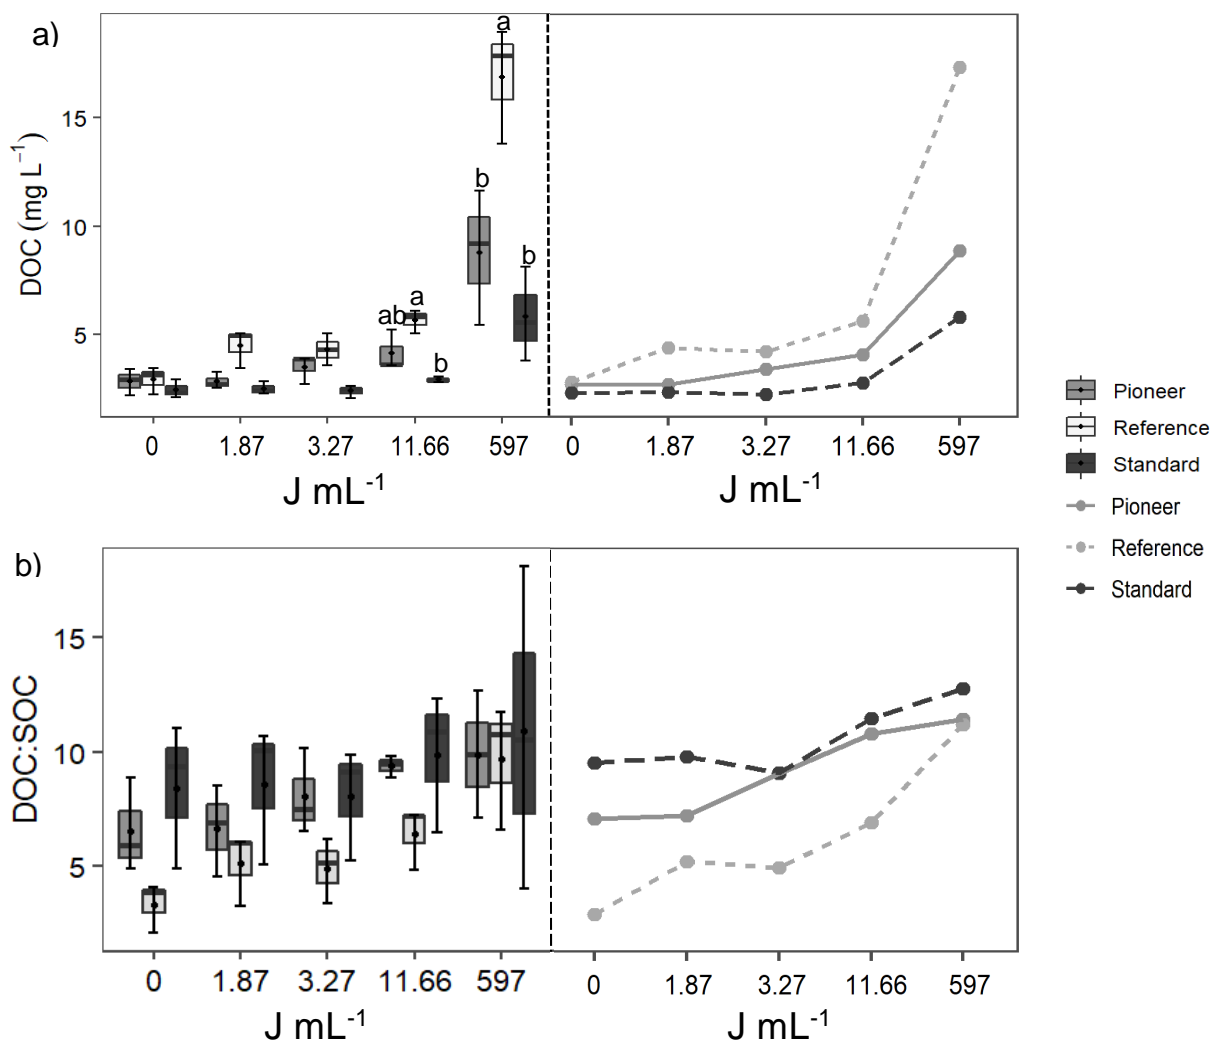 a)
DOC (mg L⁻¹)
15
10
5
a
b
b
a
ab
b
0 1.87 3.27 11.66 597
J mL⁻¹
0 1.87 3.27 11.66 597
J mL⁻¹
Pioneer
Reference
Standard
Pioneer
Reference
Standard
b)
DOC:SOC
15
10
5
0 1.87 3.27 11.66 597
J mL⁻¹
0 1.87 3.27 11.66 597
J mL⁻¹